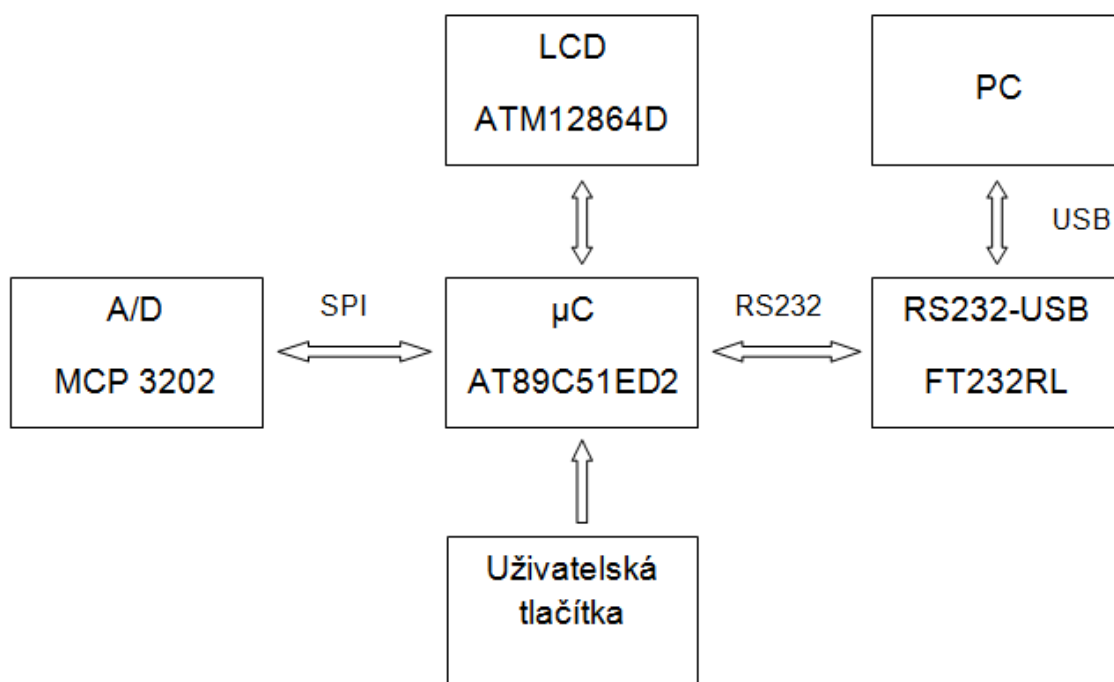 LCD
ATM12864D
PC
USB
A/D
MCP 3202
SPI
µC
AT89C51ED2
RS232
RS232-USB
FT232RL
Uživatelská
tlačítka